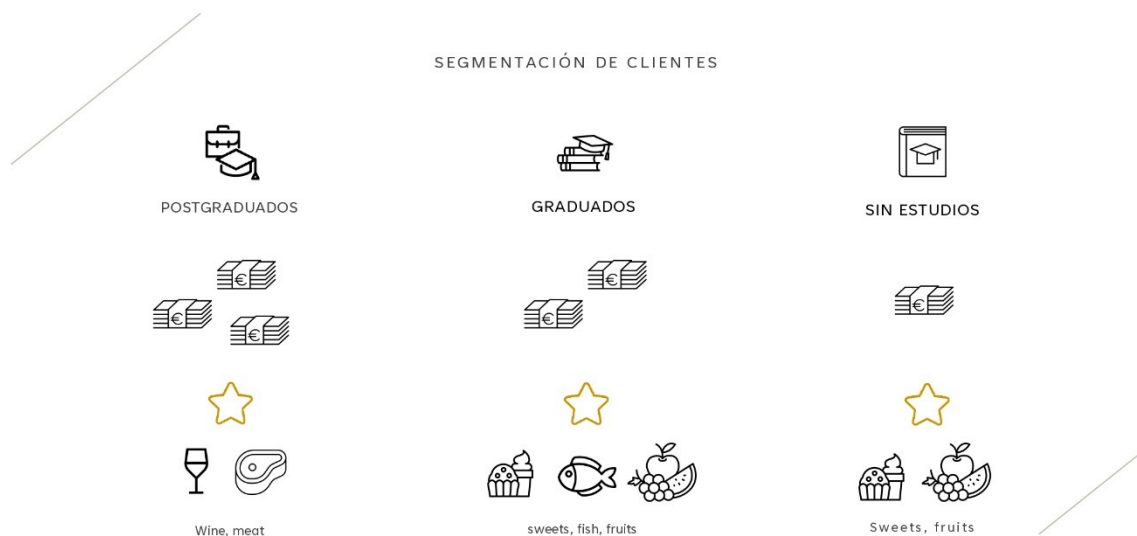 SEGMENTACIÓN DE CLIENTES
POSTGRADUADOS
GRADUADOS
SIN ESTUDIOS
€
€
€
€
€
€
Wine, meat
sweets, fish, fruits
Sweets, fruits